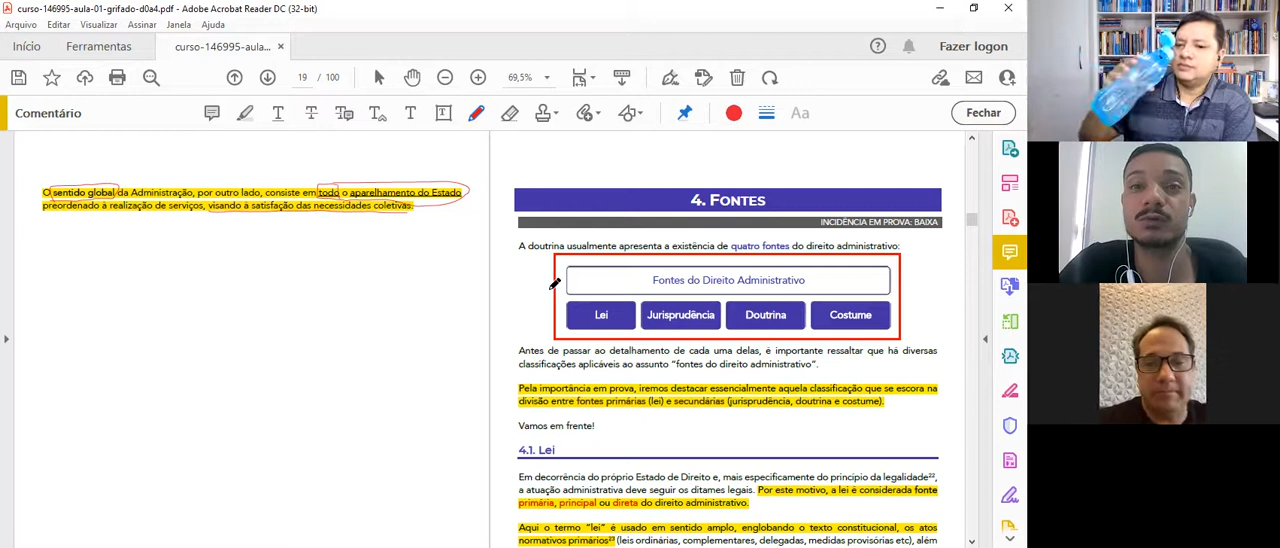 curso-146995-aula-01-grifado-d0a4.pdf - Adobe Acrobat Reader DC (32-bit)
Arquivo Editar Visualizar Assinar Janela Ajuda
Início Ferramentas curso-146995-aula... × Fazer logon
19 / 100 69,5%
Comentário Aa Fechar
O sentido global da Administração, por outro lado, consiste em todo o aparelhamento do Estado
preordenado à realização de serviços, visando à satisfação das necessidades coletivas.
4. FONTES
INCIDÊNCIA EM PROVA: BAIXA
A doutrina usualmente apresenta a existência de quatro fontes do direito administrativo:
Fontes do Direito Administrativo
Lei Jurisprudência Doutrina Costume
Antes de passar ao detalhamento de cada uma delas, é importante ressaltar que há diversas
classificações aplicáveis ao assunto "fontes do direito administrativo".
Pela importância em prova, iremos destacar essencialmente aquela classificação que se escora na
divisão entre fontes primárias (lei) e secundárias (jurisprudência, doutrina e costume).
Vamos em frente!
4.1. Lei
Em decorrência do próprio Estado de Direito e, mais especificamente do princípio da legalidade²²,
a atuação administrativa deve seguir os ditames legais. Por este motivo, a lei é considerada fonte
primária, principal ou direta do direito administrativo.
Aqui o termo "lei" é usado em sentido amplo, englobando o texto constitucional, os atos
normativos primários²³ (leis ordinárias, complementares, delegadas, medidas provisórias etc), além